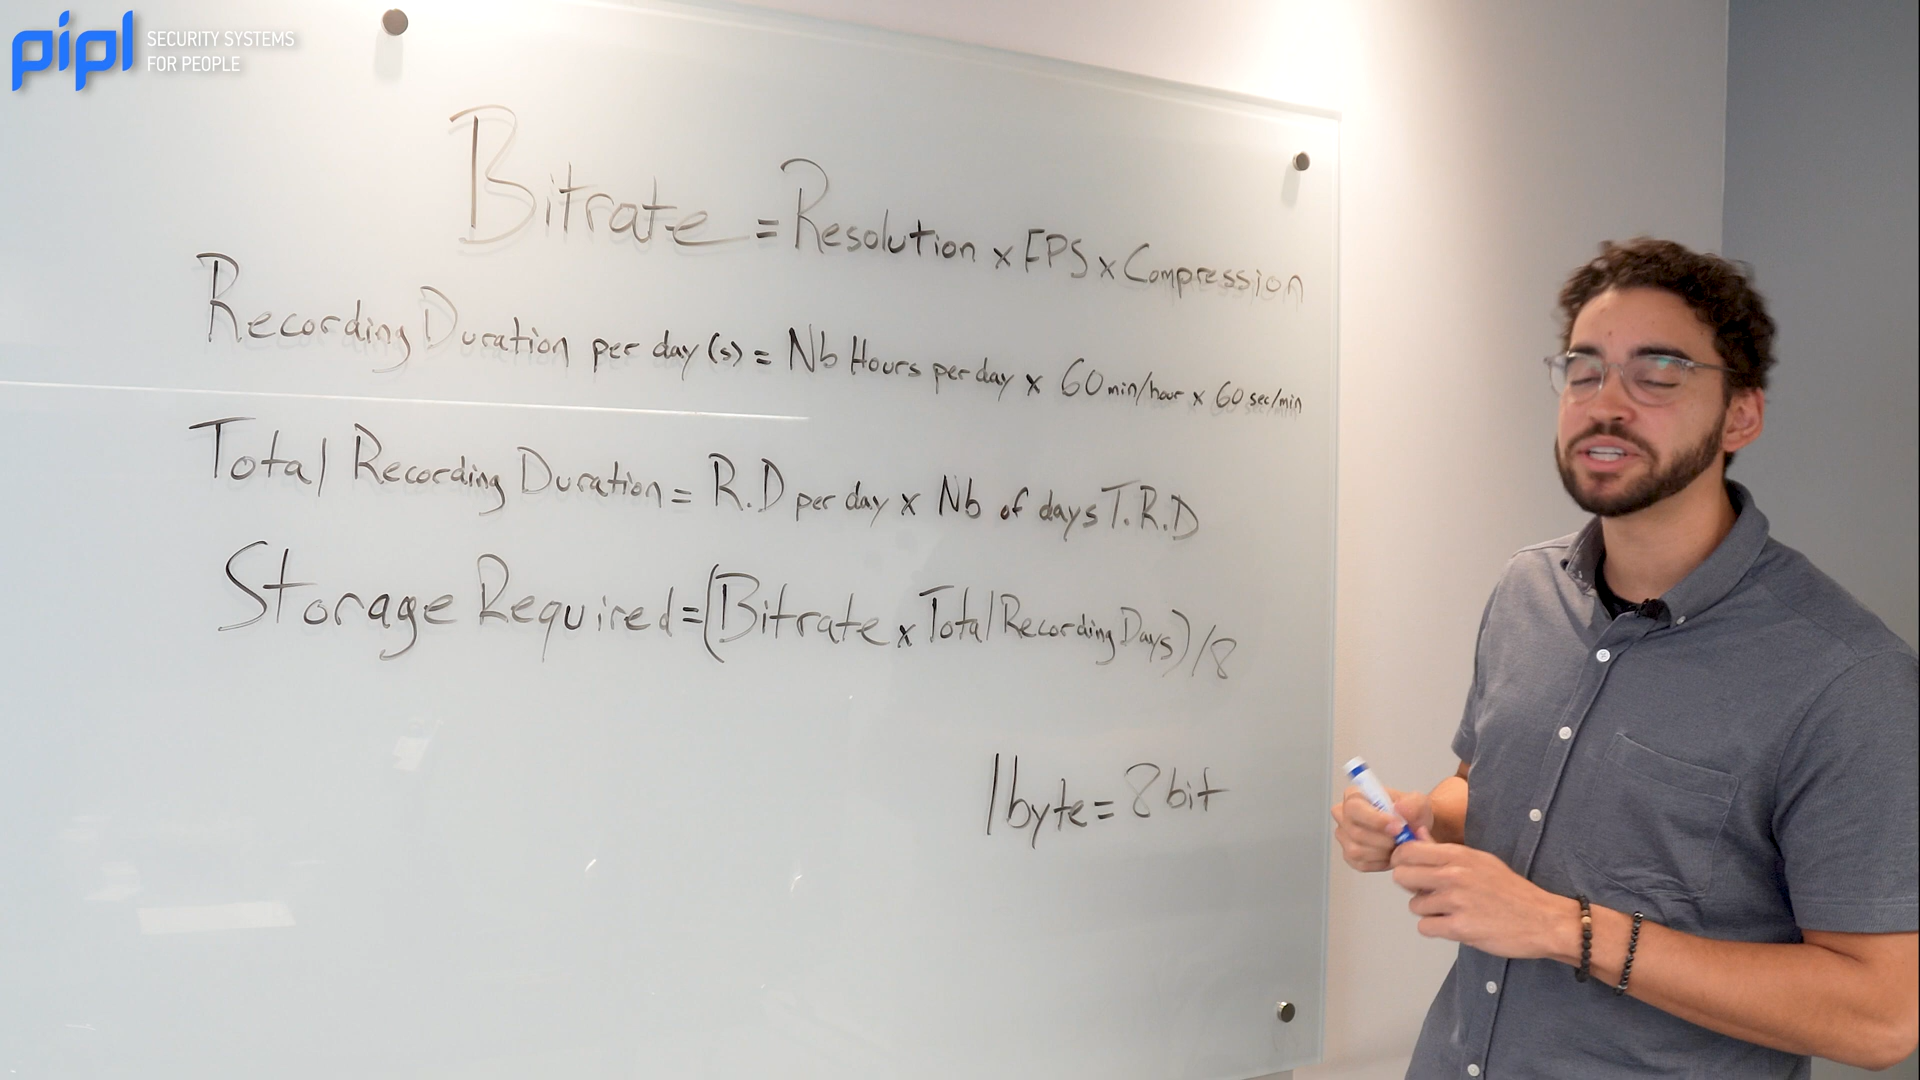 pipl
SECURITY SYSTEMS
FOR PEOPLE
Bitrate = Resolution x FPS x Compression
Recording Duration per day (s) = Nb Hours per day x 60 min/hour x 60 sec/min
Total Recording Duration = R.D per day x Nb of days T.R.D
Storage Required = (Bitrate x Total Recording Days) / 8
1 byte = 8 bit